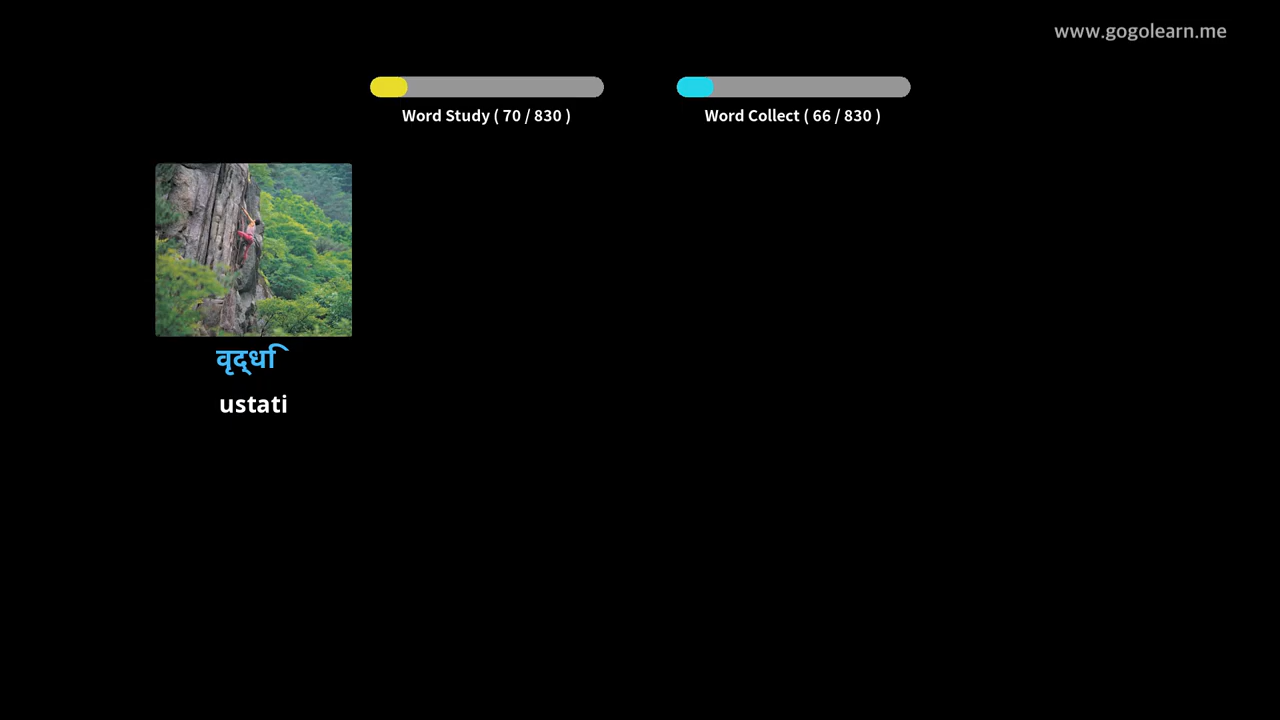 www.gogolearn.me
Word Study ( 70 / 830 )
Word Collect ( 66 / 830 )
वृद्धि
ustati